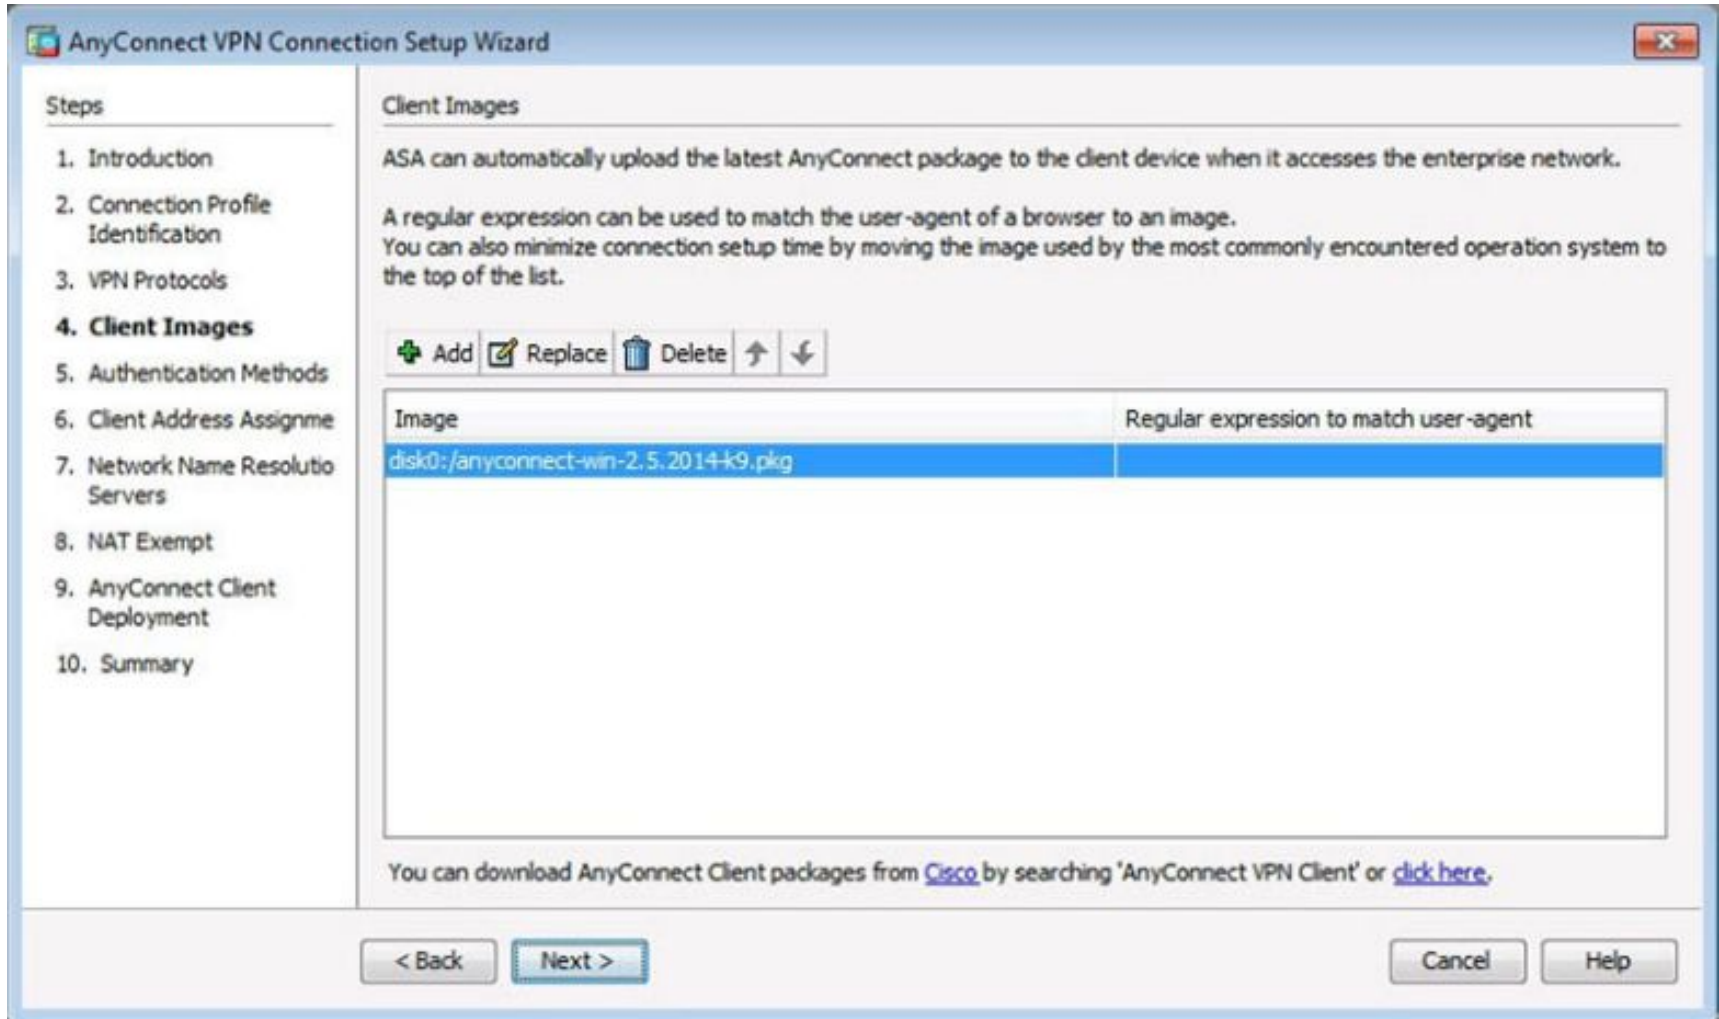 AnyConnect VPN Connection Setup Wizard
Steps
1. Introduction
2. Connection Profile
Identification
3. VPN Protocols
4. Client Images
5. Authentication Methods
6. Client Address Assignme
7. Network Name Resolutio
Servers
8. NAT Exempt
9. AnyConnect Client
Deployment
10. Summary
Client Images
ASA can automatically upload the latest AnyConnect package to the client device when it accesses the enterprise network.
A regular expression can be used to match the user-agent of a browser to an image.
You can also minimize connection setup time by moving the image used by the most commonly encountered operation system to
the top of the list.
Add Replace Delete
Image Regular expression to match user-agent
disk0:/anyconnect-win-2.5.2014-k9.pkg
You can download AnyConnect Client packages from Cisco by searching 'AnyConnect VPN Client' or click here.
< Back Next > Cancel Help